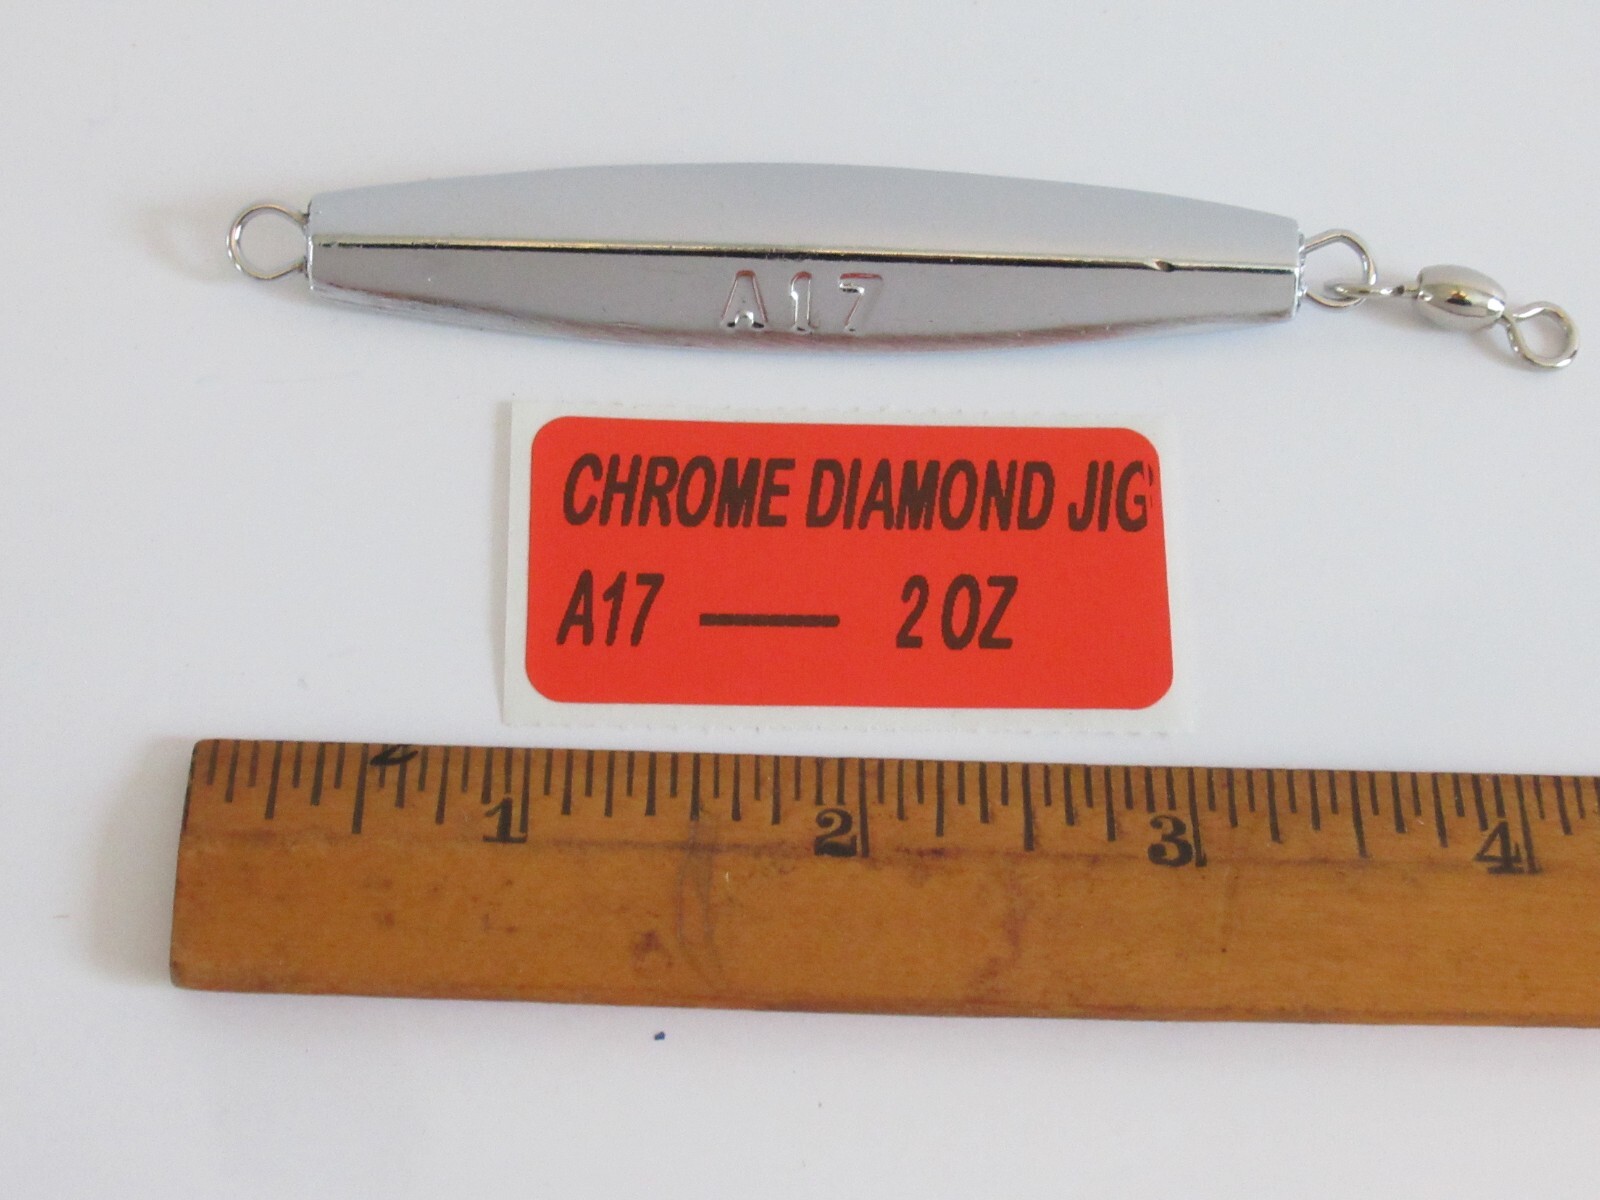 A17
CHROME DIAMOND JIG'
A17 — 2 OZ
1 2 3 4